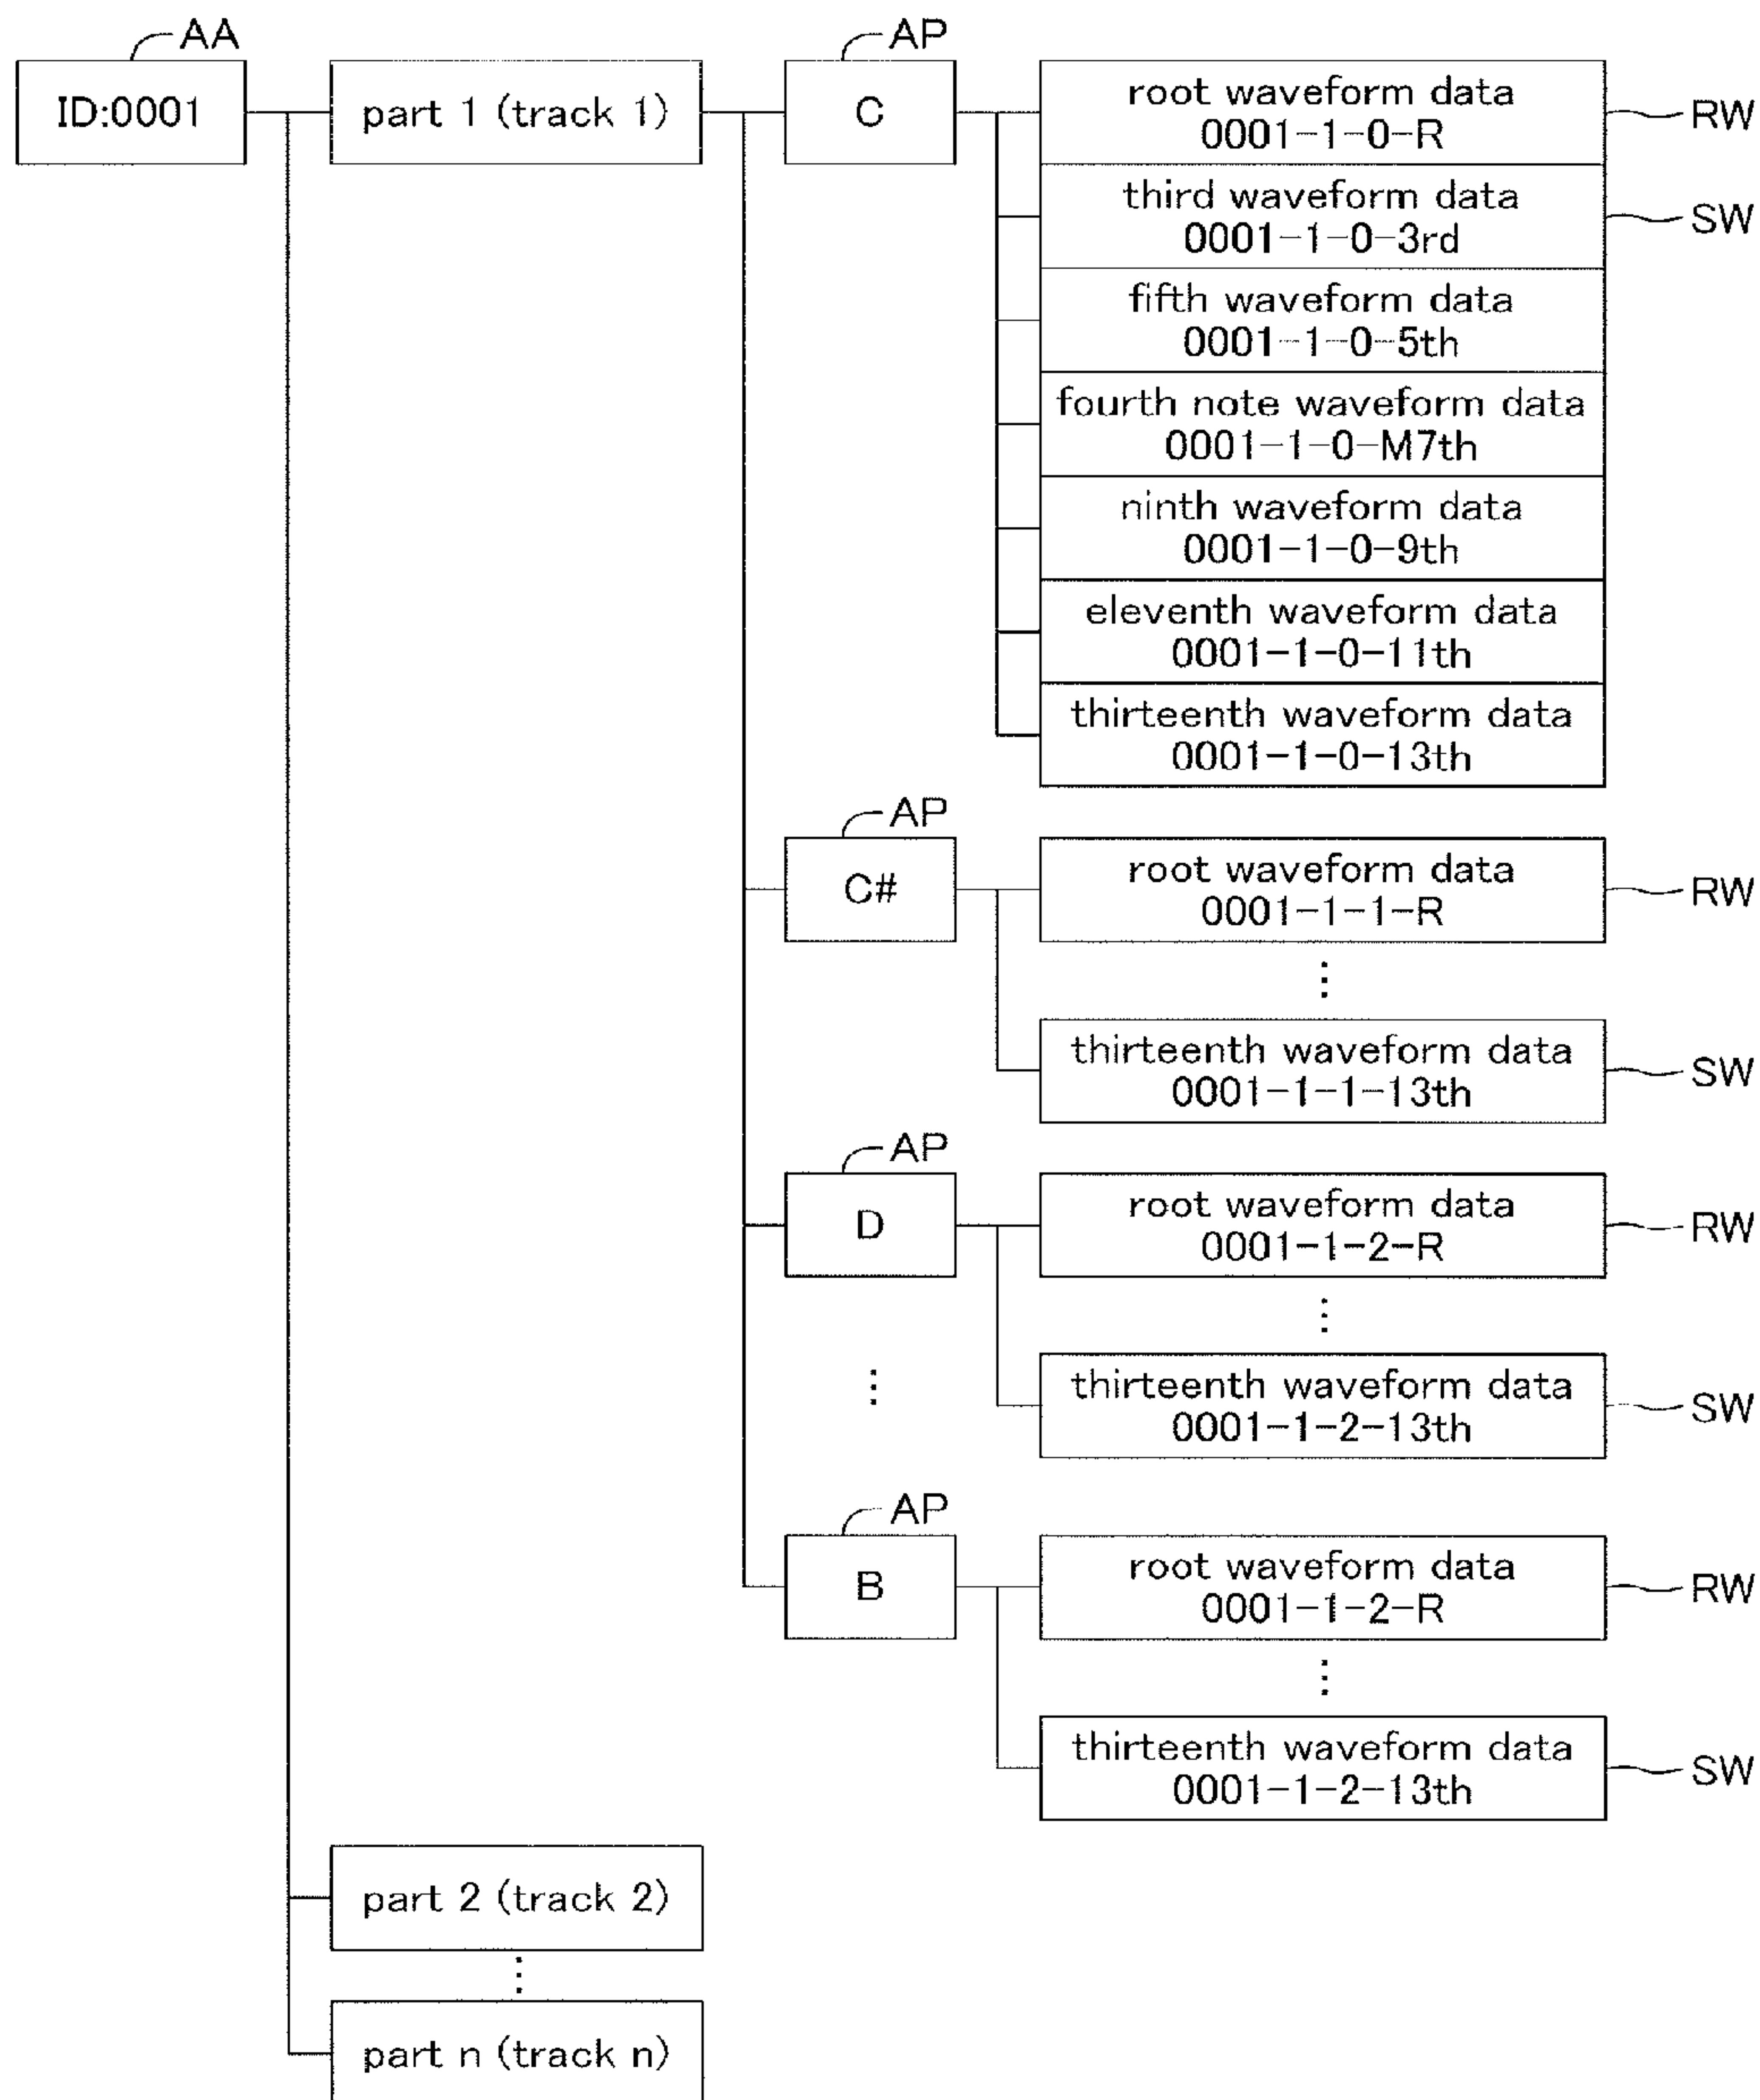 AA
ID:0001
part 1 (track 1)
AP
C
root waveform data
0001-1-0-R
RW
third waveform data
0001-1-0-3rd
SW
fifth waveform data
0001-1-0-5th
fourth note waveform data
0001-1-0-M7th
ninth waveform data
0001-1-0-9th
eleventh waveform data
0001-1-0-11th
thirteenth waveform data
0001-1-0-13th
AP
C#
root waveform data
0001-1-1-R
RW
⋮
thirteenth waveform data
0001-1-1-13th
SW
AP
D
root waveform data
0001-1-2-R
RW
⋮
thirteenth waveform data
0001-1-2-13th
SW
⋮
AP
B
root waveform data
0001-1-2-R
RW
⋮
thirteenth waveform data
0001-1-2-13th
SW
part 2 (track 2)
⋮
part n (track n)